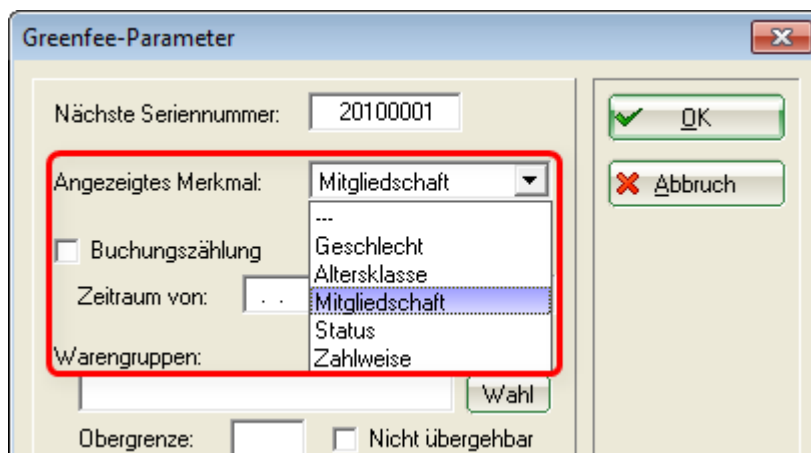 Greenfee-Parameter
Nächste Seriennummer: 20100001
OK
Angezeigtes Merkmal: Mitgliedschaft
Abbruch
---
Buchungszählung
Geschlecht
Altersklasse
Zeitraum von: . .
Mitgliedschaft
Status
Warengruppen:
Zahlweise
Wahl
Obergrenze:
Nicht übergehbar